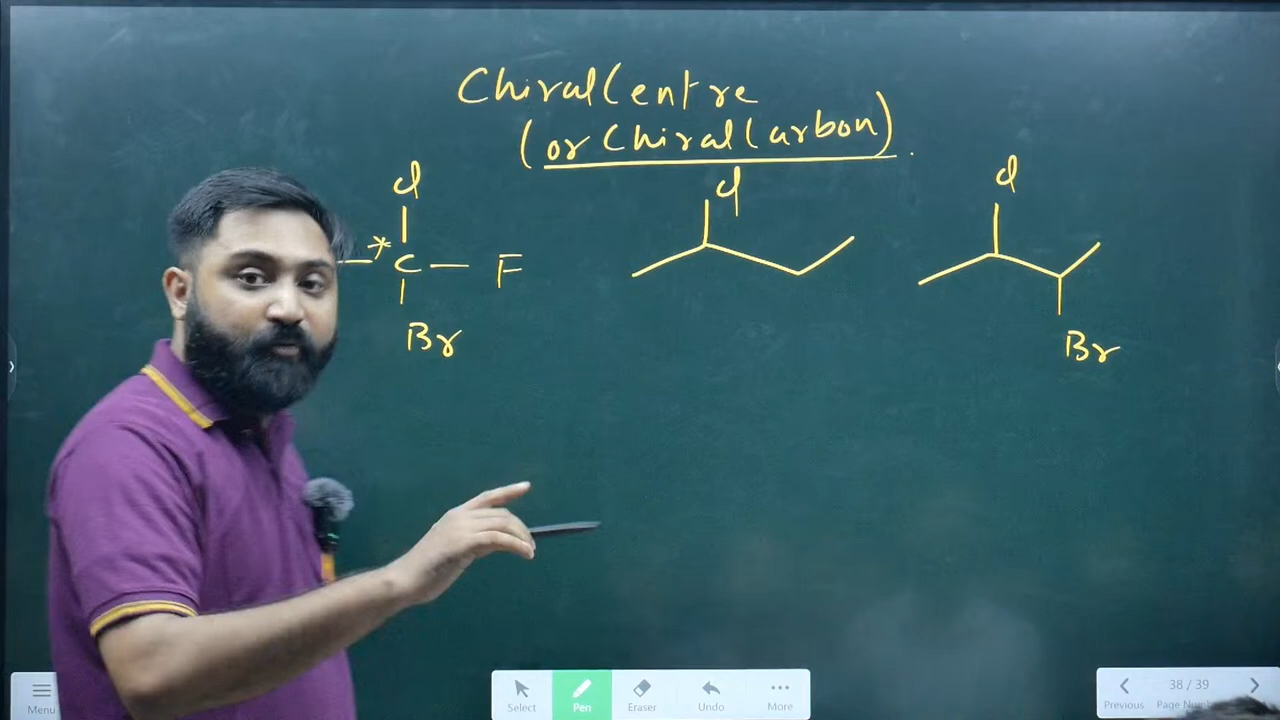 Chiral Centre
(or Chiral Carbon)
Cl
Cl
Cl
* C — F
Br
Br
Menu
Select
Pen
Eraser
Undo
More
Previous
38 / 39